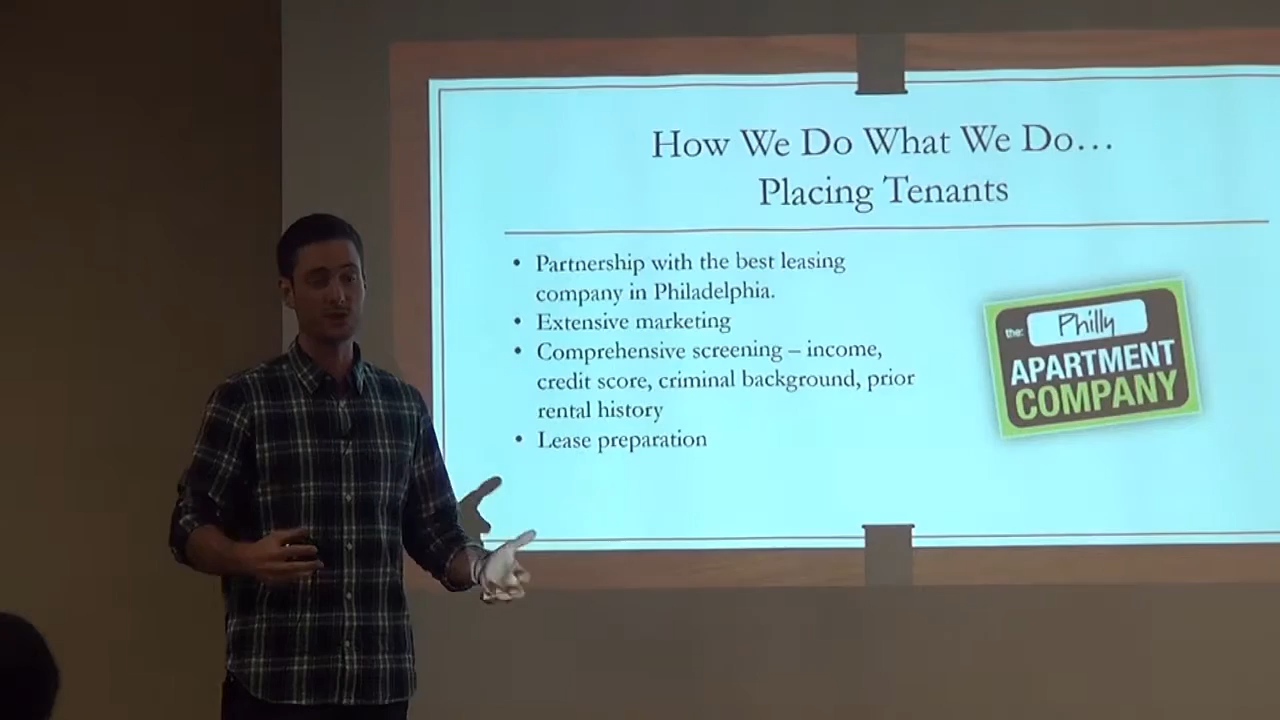 How We Do What We Do…
Placing Tenants
• Partnership with the best leasing
company in Philadelphia.
• Extensive marketing
• Comprehensive screening – income,
credit score, criminal background, prior
rental history
• Lease preparation
the: Philly
APARTMENT
COMPANY